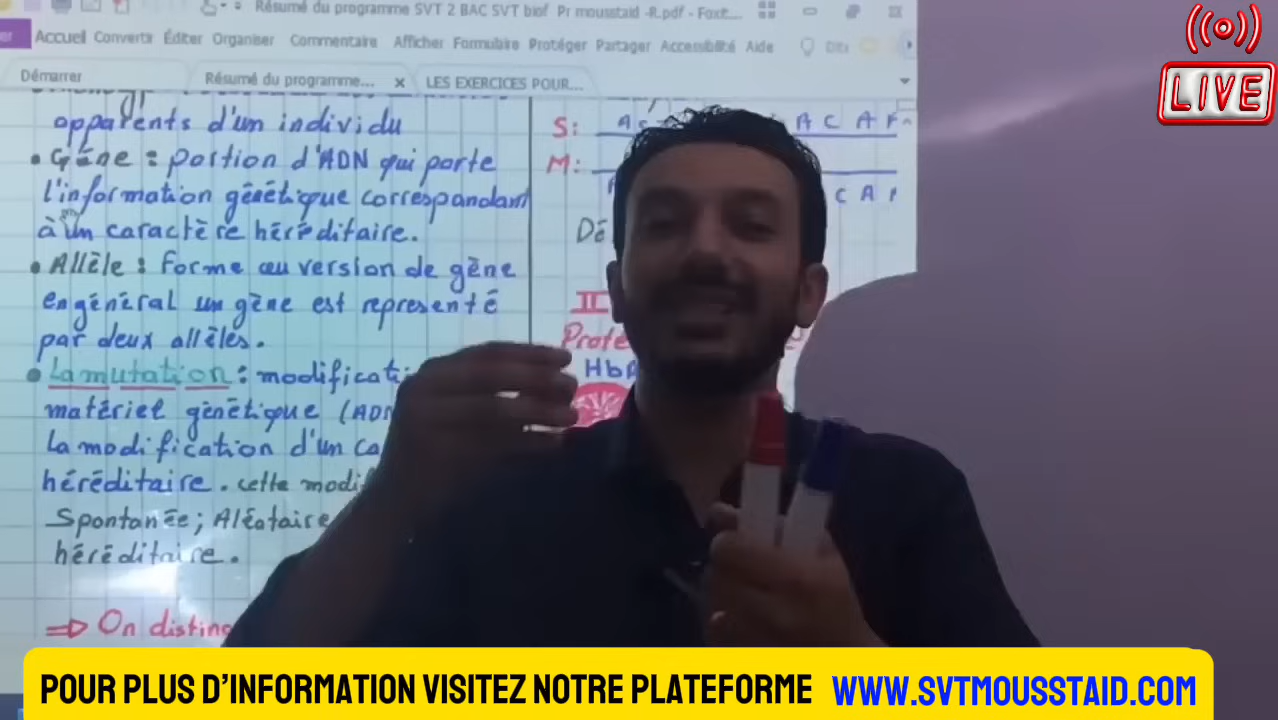 Résumé du programme SVT 2 BAC SVT biof Pr mousstaid -R.pdf - Foxit...
LIVE
Accueil Convertir Éditer Organiser Commentaire Afficher Formulaire Protéger Partager Accessibilité Aide
Démarrer Résumé du programme... × LES EXERCICES POUR...
apparents d'un individu
• Gène : portion d'ADN qui porte
l'information génétique correspondant
à un caractère héréditaire.
• Allèle : forme ou version de gène
en général un gène est representé
par deux allèles.
• La mutation : modificati
matériel génétique (ADN
La modification d'un ca
héréditaire. cette modif
Spontanée ; Aléatoire
héréditaire.
⇒ On disting
S: A C A
M: C A
Dé
II
Proté
HbA
POUR PLUS D'INFORMATION VISITEZ NOTRE PLATEFORME WWW.SVTMOUSSTAID.COM